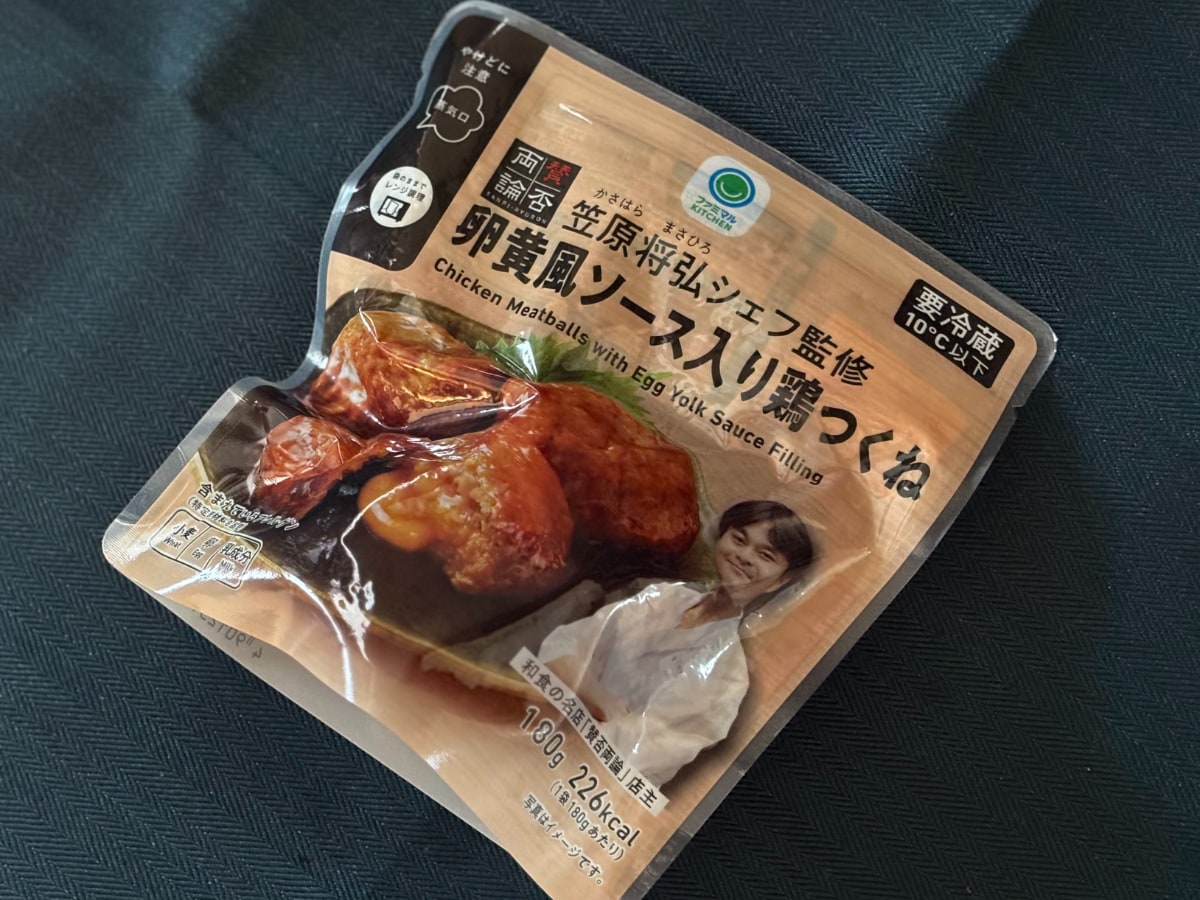 やけどに
注意
蒸気口
袋のままで
レンジ調理
賛否
両論
SANPI-RYORON
ファミマル
KITCHEN
かさはら まさひろ
笠原将弘シェフ監修
卵黄風ソース入り鶏つくね
Chicken Meatballs with Egg Yolk Sauce Filling
要冷蔵
10°C以下
小麦 卵 乳成分
Wheat Egg Milk
和食の名店「賛否両論」店主
180g 226kcal
(1袋180gあたり)
写真はイメージです。